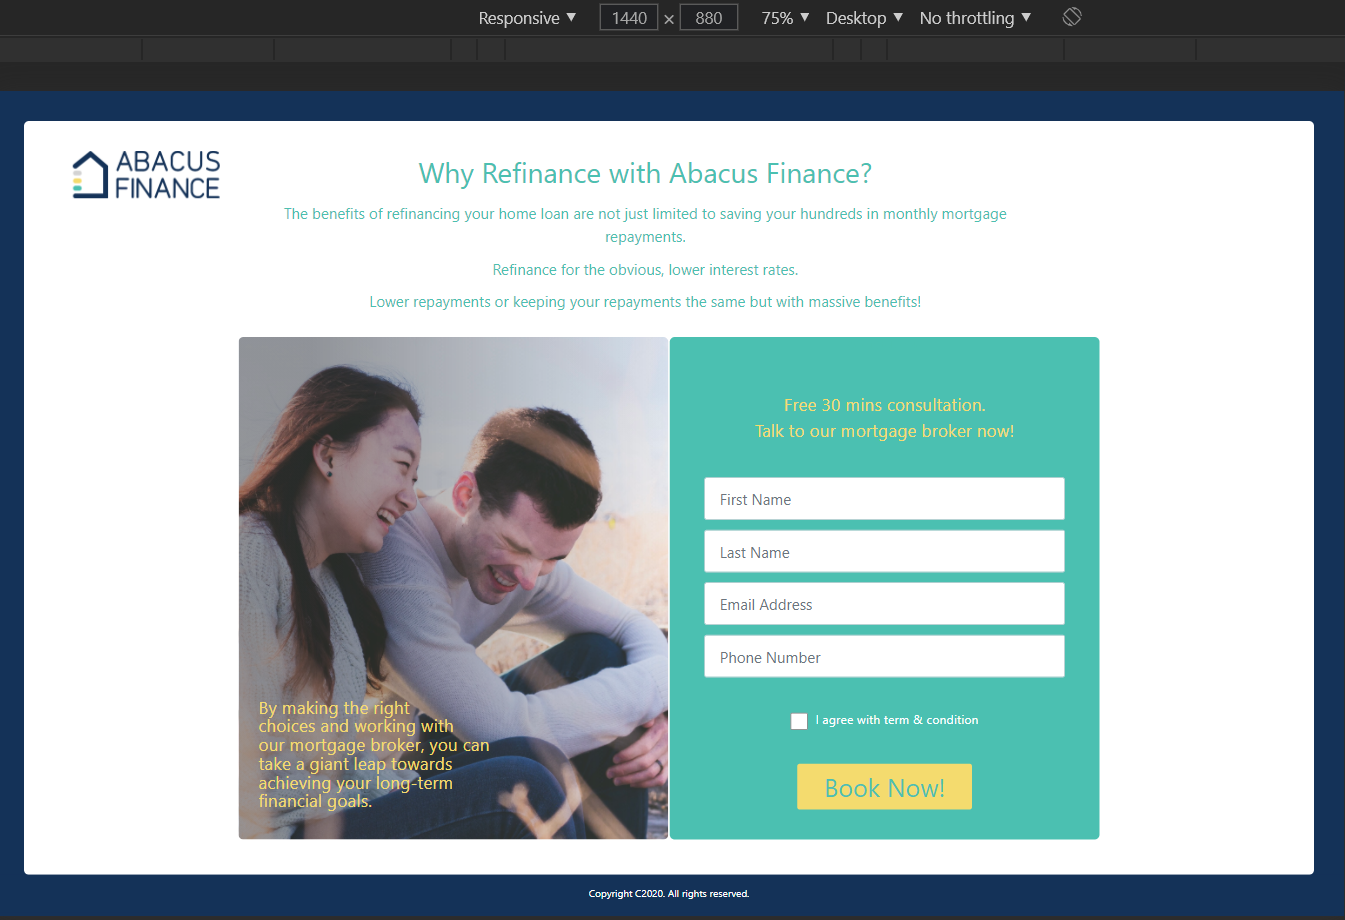 Responsive ▼ 1440 × 880 75% ▼ Desktop ▼ No throttling ▼
ABACUS
FINANCE
Why Refinance with Abacus Finance?
The benefits of refinancing your home loan are not just limited to saving your hundreds in monthly mortgage
repayments.
Refinance for the obvious, lower interest rates.
Lower repayments or keeping your repayments the same but with massive benefits!
By making the right
choices and working with
our mortgage broker, you can
take a giant leap towards
achieving your long-term
financial goals.
Free 30 mins consultation.
Talk to our mortgage broker now!
First Name
Last Name
Email Address
Phone Number
I agree with term & condition
Book Now!
Copyright C2020. All rights reserved.